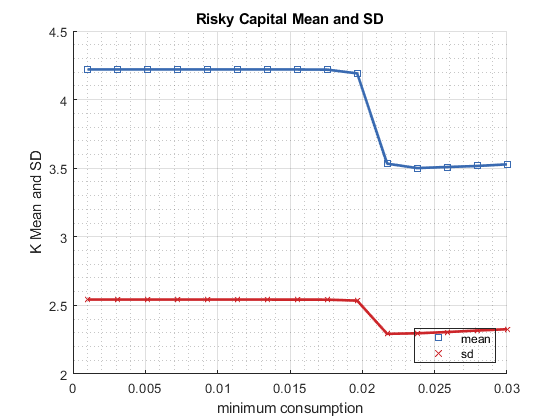 Risky Capital Mean and SD
4.5
4
3.5
3
2.5
2
K Mean and SD
mean
sd
0 0.005 0.01 0.015 0.02 0.025 0.03
minimum consumption